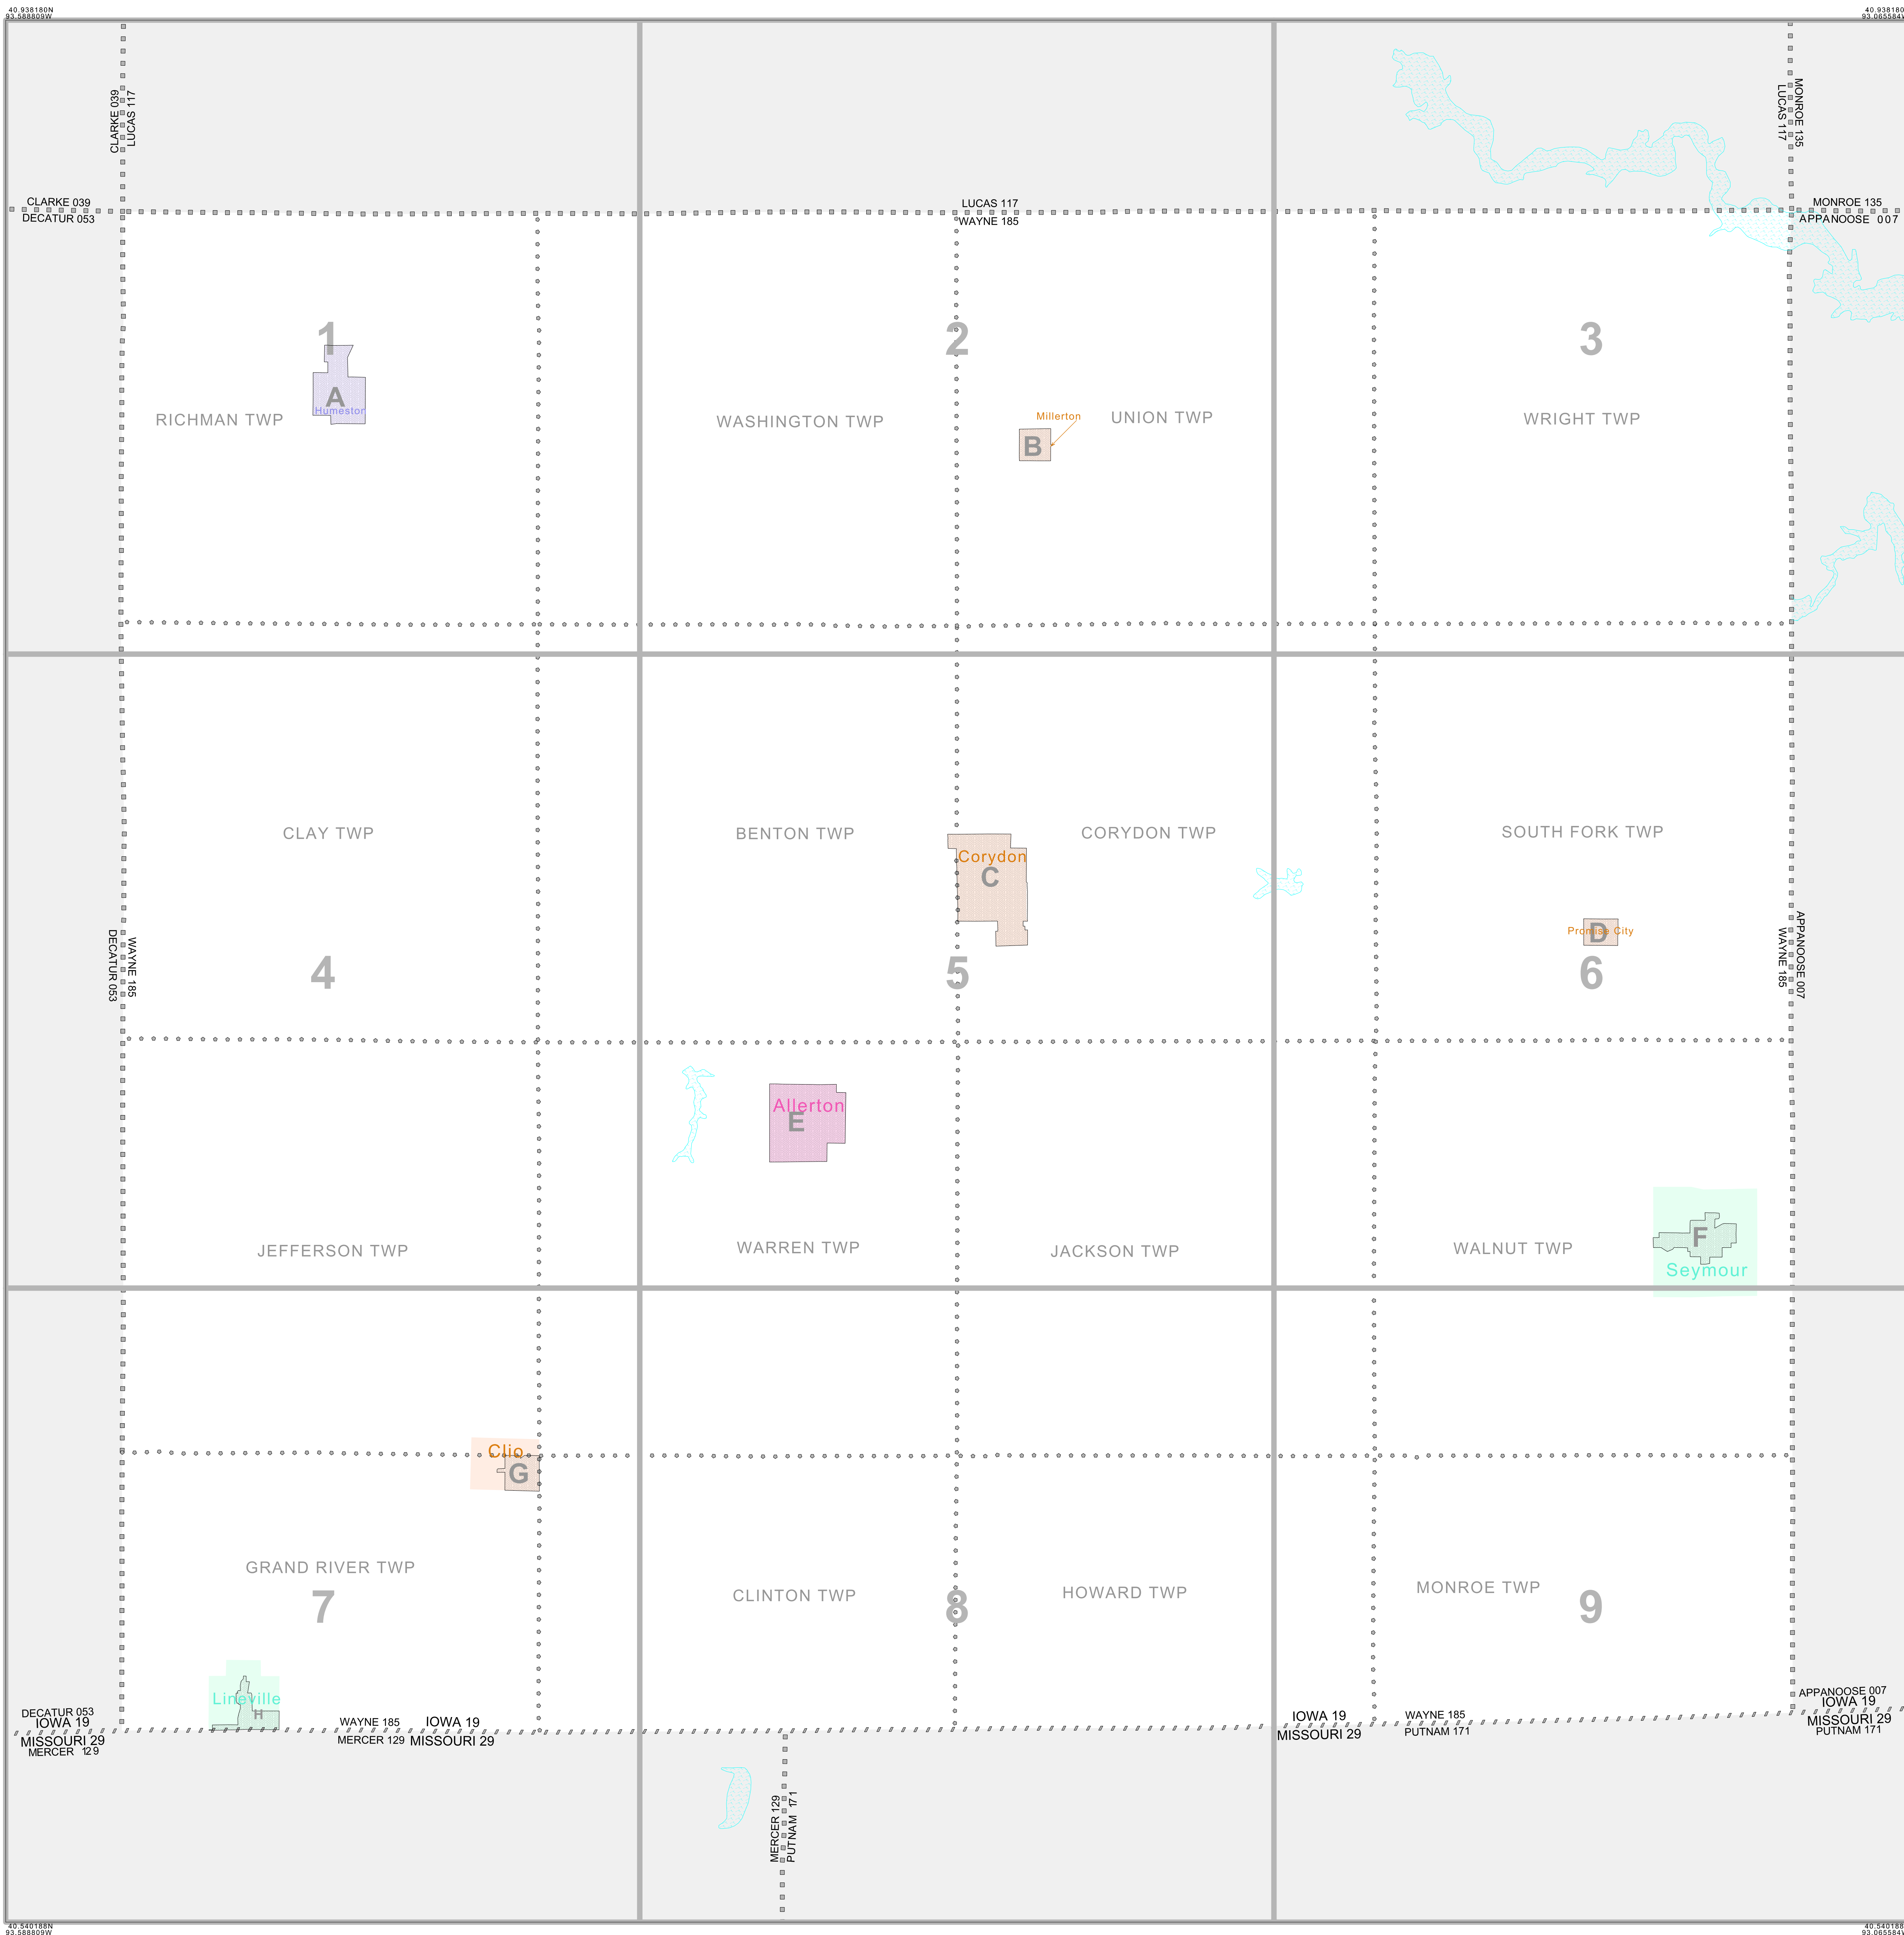 40.938180N
93.588809W
40.938180
93.065584W
CLARKE 039
LUCAS 117
MONROE 135
LUCAS 117
CLARKE 039
DECATUR 053
LUCAS 117
WAYNE 185
MONROE 135
APPANOOSE 007
1
2
3
A
Humeston
RICHMAN TWP
WASHINGTON TWP
Millerton
B
UNION TWP
WRIGHT TWP
CLAY TWP
BENTON TWP
CORYDON TWP
SOUTH FORK TWP
Corydon
C
Promise City
D
DECATUR 053
WAYNE 185
APPANOOSE 007
WAYNE 185
4
5
6
Allerton
E
JEFFERSON TWP
WARREN TWP
JACKSON TWP
WALNUT TWP
F
Seymour
Clio
G
GRAND RIVER TWP
CLINTON TWP
HOWARD TWP
MONROE TWP
7
8
9
Lineville
H
DECATUR 053
IOWA 19
MISSOURI 29
MERCER 129
WAYNE 185 IOWA 19
MERCER 129 MISSOURI 29
IOWA 19 WAYNE 185
MISSOURI 29 PUTNAM 171
APPANOOSE 007
IOWA 19
MISSOURI 29
PUTNAM 171
MERCER 129
PUTNAM 171
40.540188N
93.588809W
40.540188
93.065584W